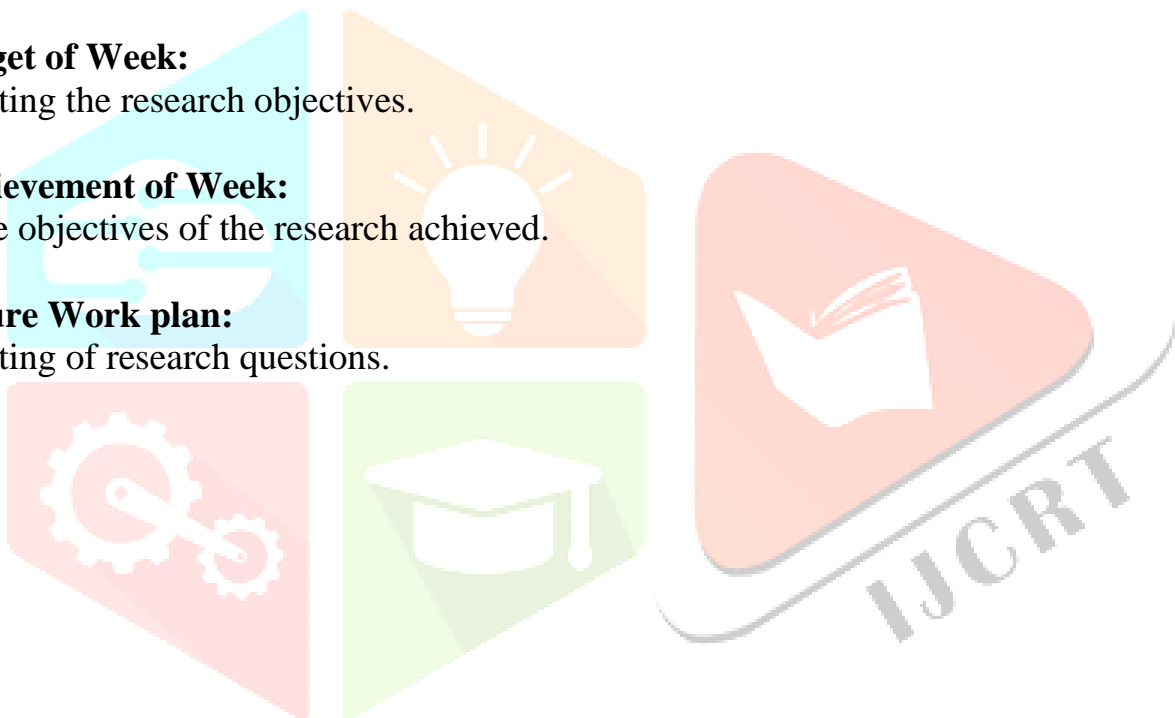 get of Week:
ting the research objectives.
ievement of Week:
e objectives of the research achieved.
ure Work plan:
ting of research questions.
IJCRT